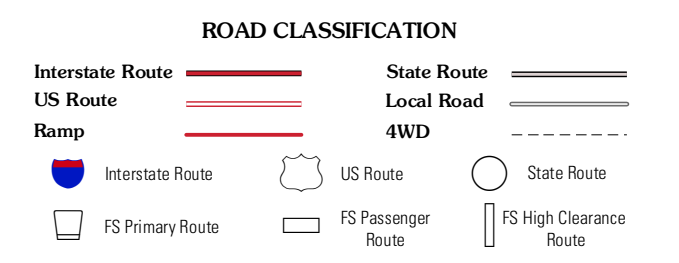 ROAD CLASSIFICATION
Interstate Route
State Route
US Route
Local Road
Ramp
4WD
Interstate Route
US Route
State Route
FS Primary Route
FS Passenger
Route
FS High Clearance
Route